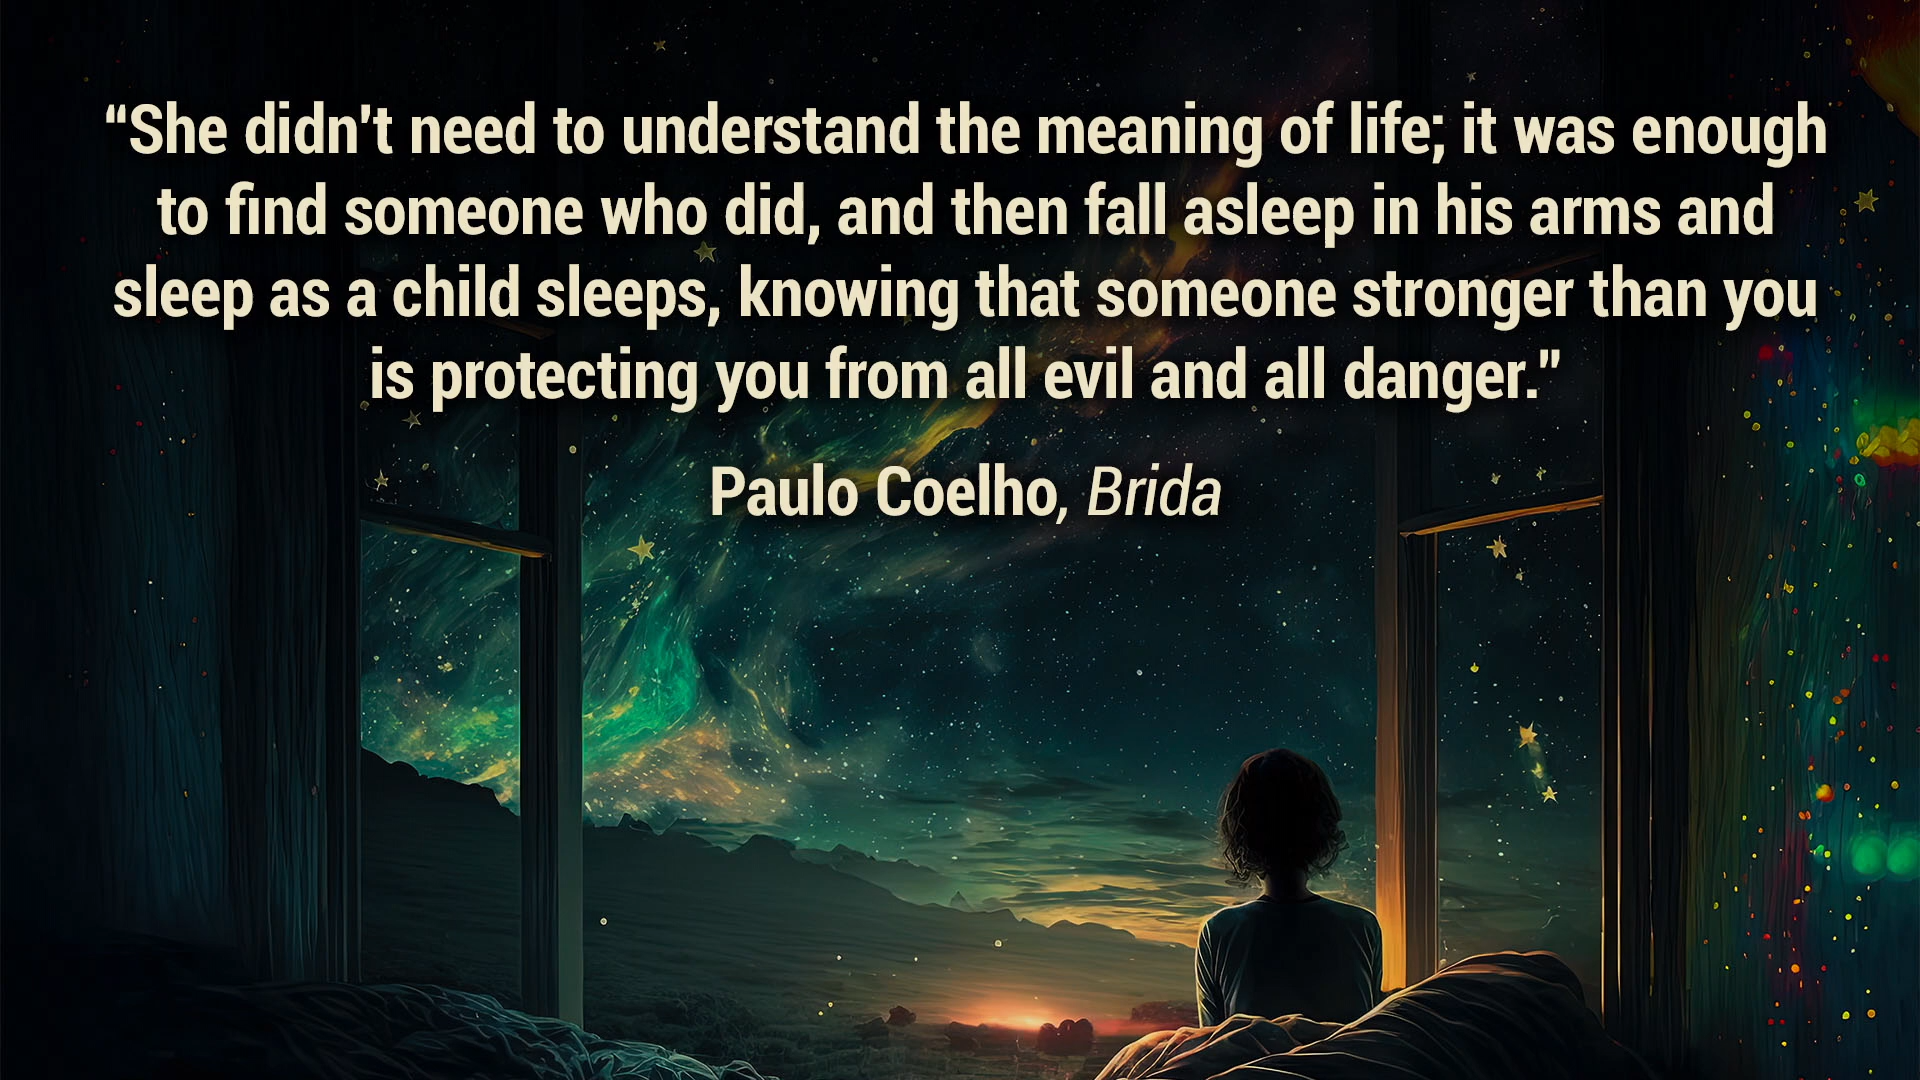 “She didn’t need to understand the meaning of life; it was enough
to find someone who did, and then fall asleep in his arms and
sleep as a child sleeps, knowing that someone stronger than you
is protecting you from all evil and all danger.”
Paulo Coelho, Brida